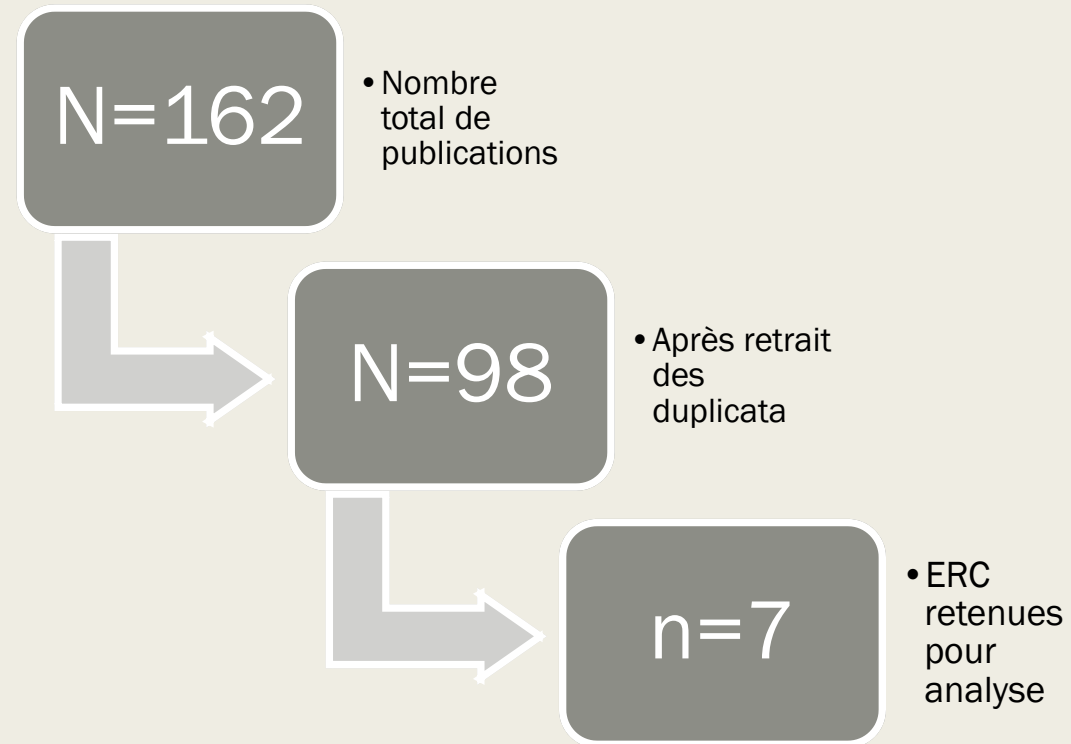 N=162
•Nombre
total de
publications
N=98
•Après retrait
des
duplicata
n=7
•ERC
retenues
pour
analyse